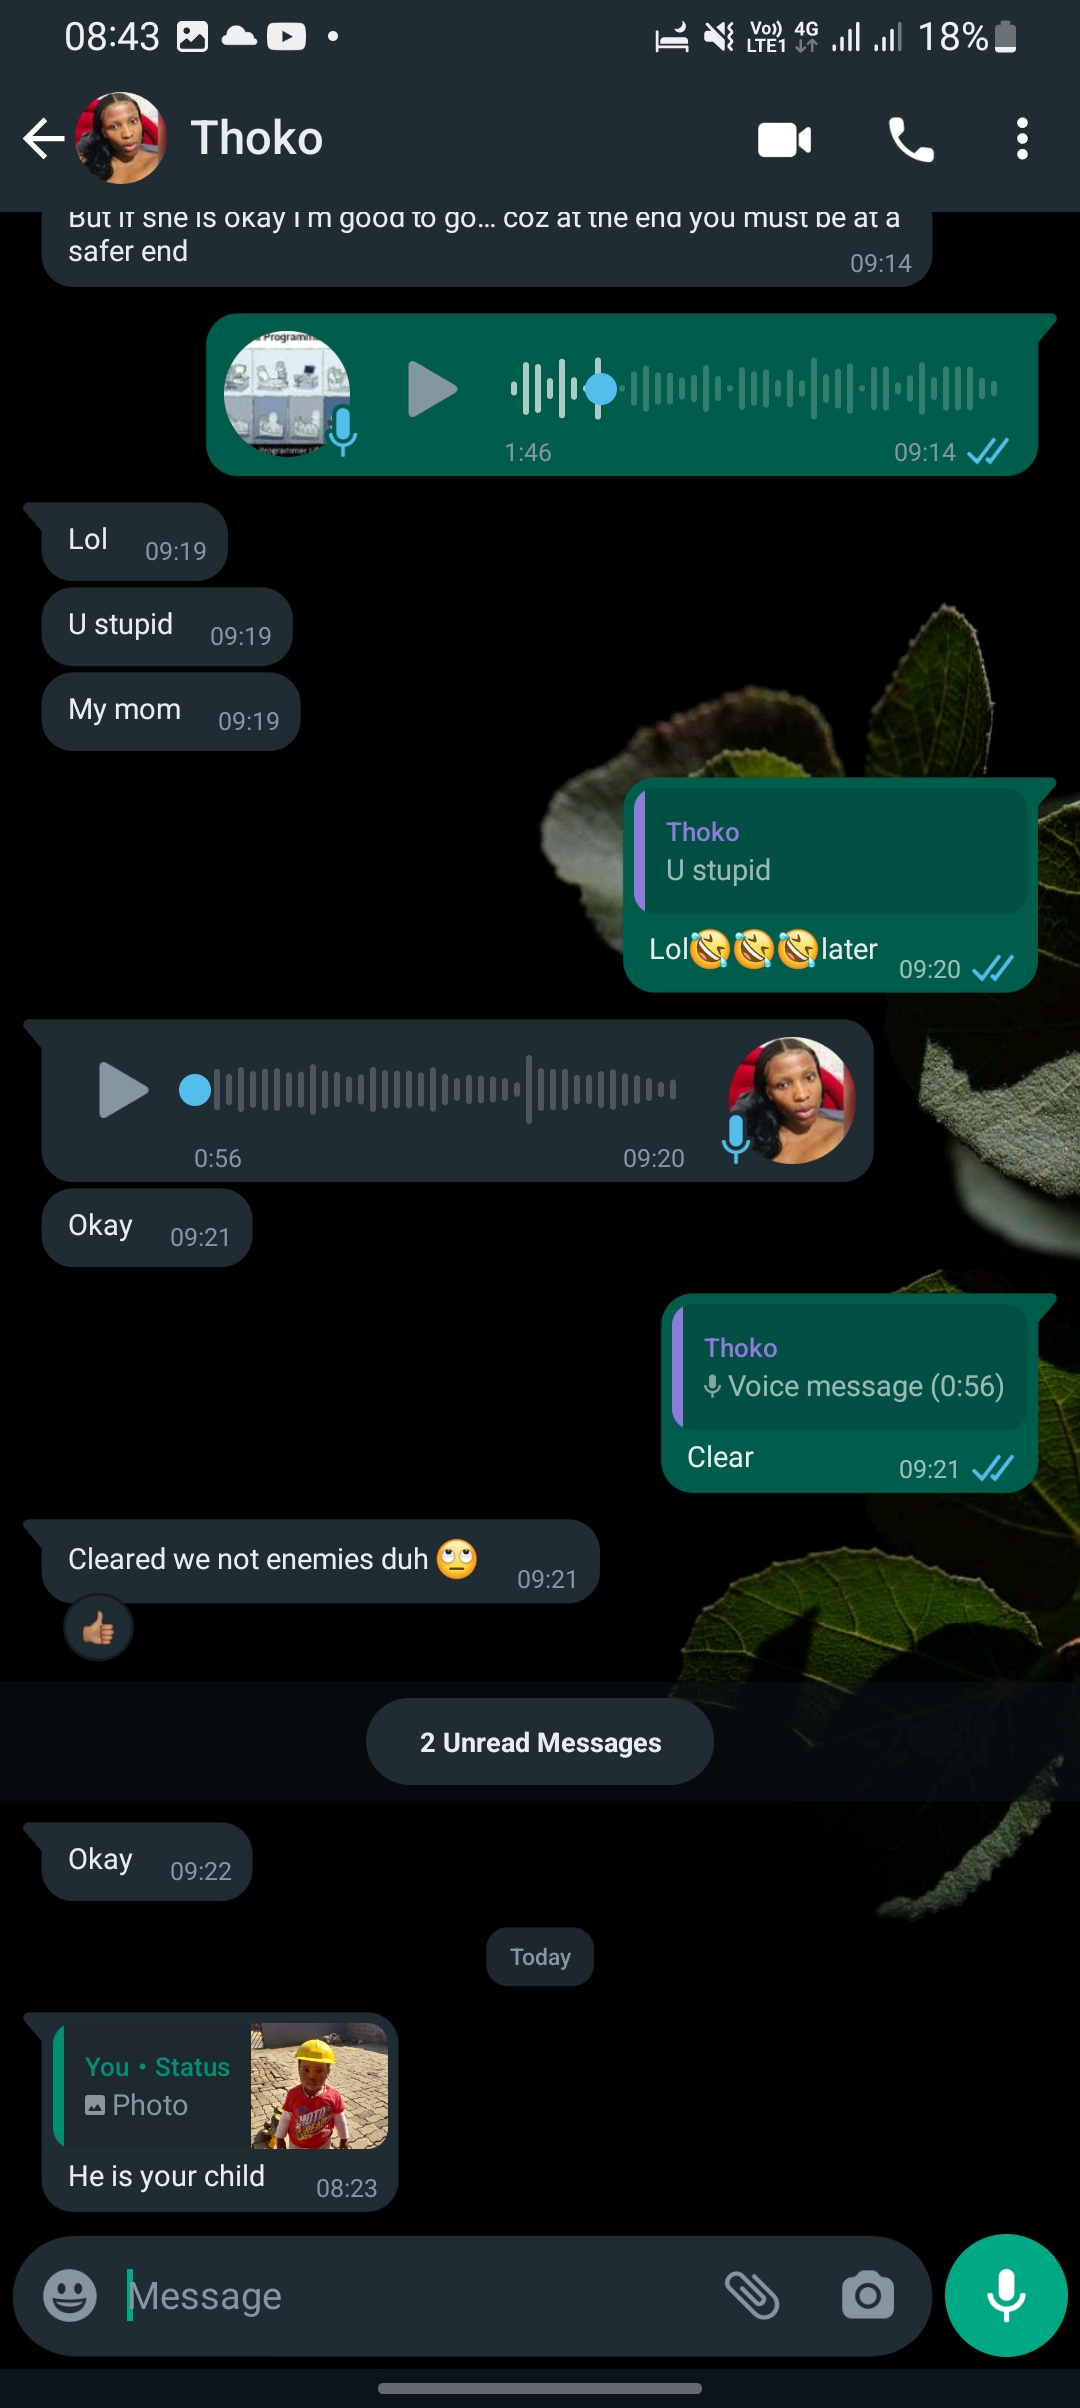 08:43
Vo))
LTE1
4G
18%
Thoko
But if she is okay I'm good to go... coz at the end you must be at a
safer end
09:14
Programm
Programmer
1:46
09:14
Lol
09:19
U stupid
09:19
My mom
09:19
Thoko
U stupid
Lol🤣🤣🤣later
09:20
0:56
09:20
Okay
09:21
Thoko
Voice message (0:56)
Clear
09:21
Cleared we not enemies duh 🙄
09:21
👍🏽
2 Unread Messages
Okay
09:22
Today
You • Status
Photo
He is your child
08:23
Message